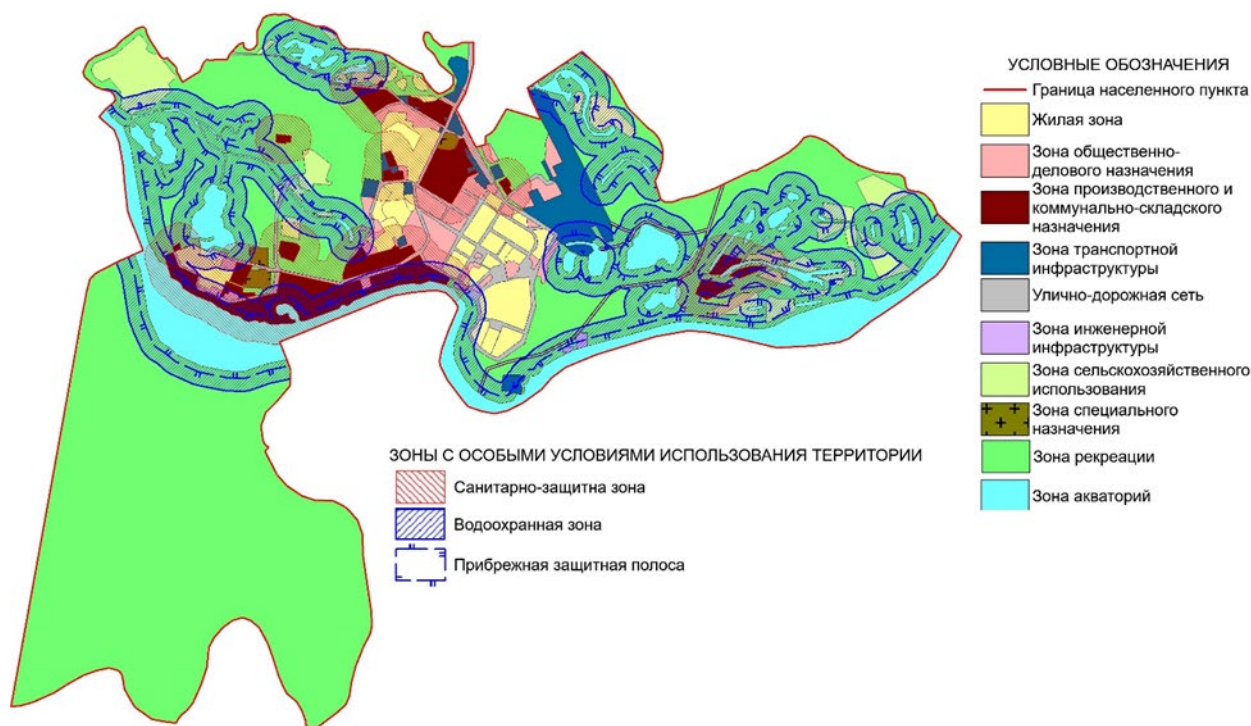 УСЛОВНЫЕ ОБОЗНАЧЕНИЯ
Граница населенного пункта
Жилая зона
Зона общественно-
делового назначения
Зона производственного и
коммунально-складского
назначения
Зона транспортной
инфраструктуры
Улично-дорожная сеть
Зона инженерной
инфраструктуры
Зона сельскохозяйственного
использования
Зона специального
назначения
Зона рекреации
Зона акваторий
ЗОНЫ С ОСОБЫМИ УСЛОВИЯМИ ИСПОЛЬЗОВАНИЯ ТЕРРИТОРИИ
Санитарно-защитна зона
Водоохранная зона
Прибрежная защитная полоса